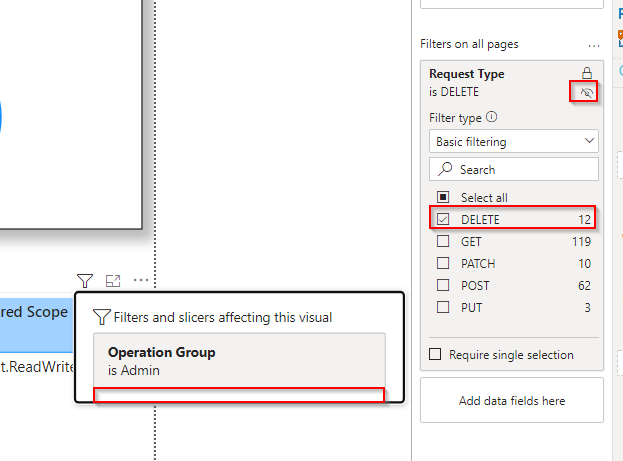 Filters on all pages
...
Request Type
is DELETE
Filter type
Basic filtering
Search
Select all
DELETE 12
GET 119
PATCH 10
POST 62
PUT 3
Require single selection
Add data fields here
...
red Scope
t.ReadWrite
Filters and slicers affecting this visual
Operation Group
is Admin